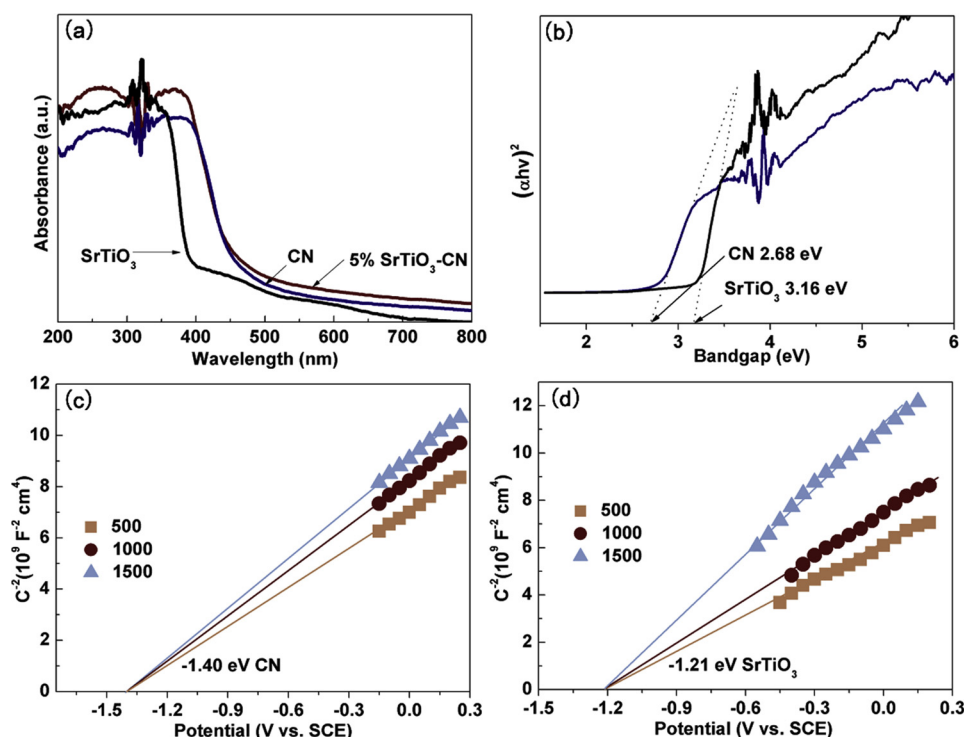 (a)
Absorbance (a.u.)
SrTiO3
CN
5% SrTiO3-CN
200 300 400 500 600 700 800
Wavelength (nm)
(b)
(αhv)²
CN 2.68 eV
SrTiO3 3.16 eV
2 3 4 5 6
Bandgap (eV)
(c)
C⁻²(10⁹ F⁻² cm⁴)
12
10
8
6
4
2
0
500
1000
1500
-1.40 eV CN
-1.5 -1.2 -0.9 -0.6 -0.3 0.0 0.3
Potential (V vs. SCE)
(d)
C⁻²(10⁹ F⁻² cm⁴)
12
10
8
6
4
2
0
500
1000
1500
-1.21 eV SrTiO3
-1.5 -1.2 -0.9 -0.6 -0.3 0.0 0.3
Potential (V vs. SCE)